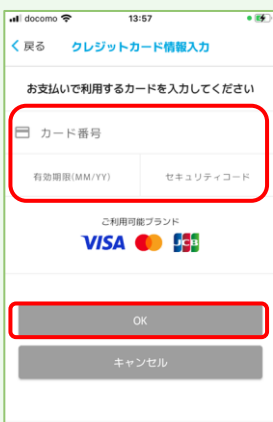 docomo 13:57
戻る クレジットカード情報入力
お支払いで利用するカードを入力してください
カード番号
有効期限(MM/YY) セキュリティコード
ご利用可能ブランド
VISA JCB
OK
キャンセル